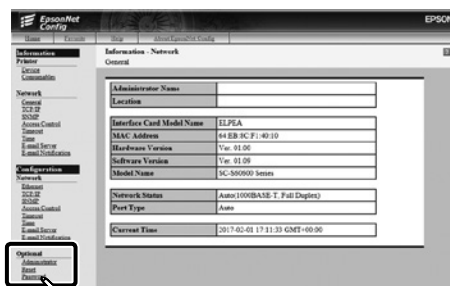 EpsonNet
Config
EPSON
Home Favorite Help About EpsonNet Config
Information
Printer
Device
Consumables
Network
General
TCP/IP
SNMP
Access Control
Timeout
Time
E-mail Server
E-mail Notification
Configuration
Network
Ethernet
TCP/IP
SNMP
Access Control
Timeout
Time
E-mail Server
E-mail Notification
Optional
Administrator
Reset
Password
Information - Network
General
Administrator Name
Location
Interface Card Model Name ELPEA
MAC Address 64:EB:8C:F1:40:10
Hardware Version Ver. 01.00
Software Version Ver. 01.09
Model Name SC-S60600 Series
Network Status Auto(1000BASE-T, Full Duplex)
Port Type Auto
Current Time 2017-02-01 17:11:33 GMT+00:00